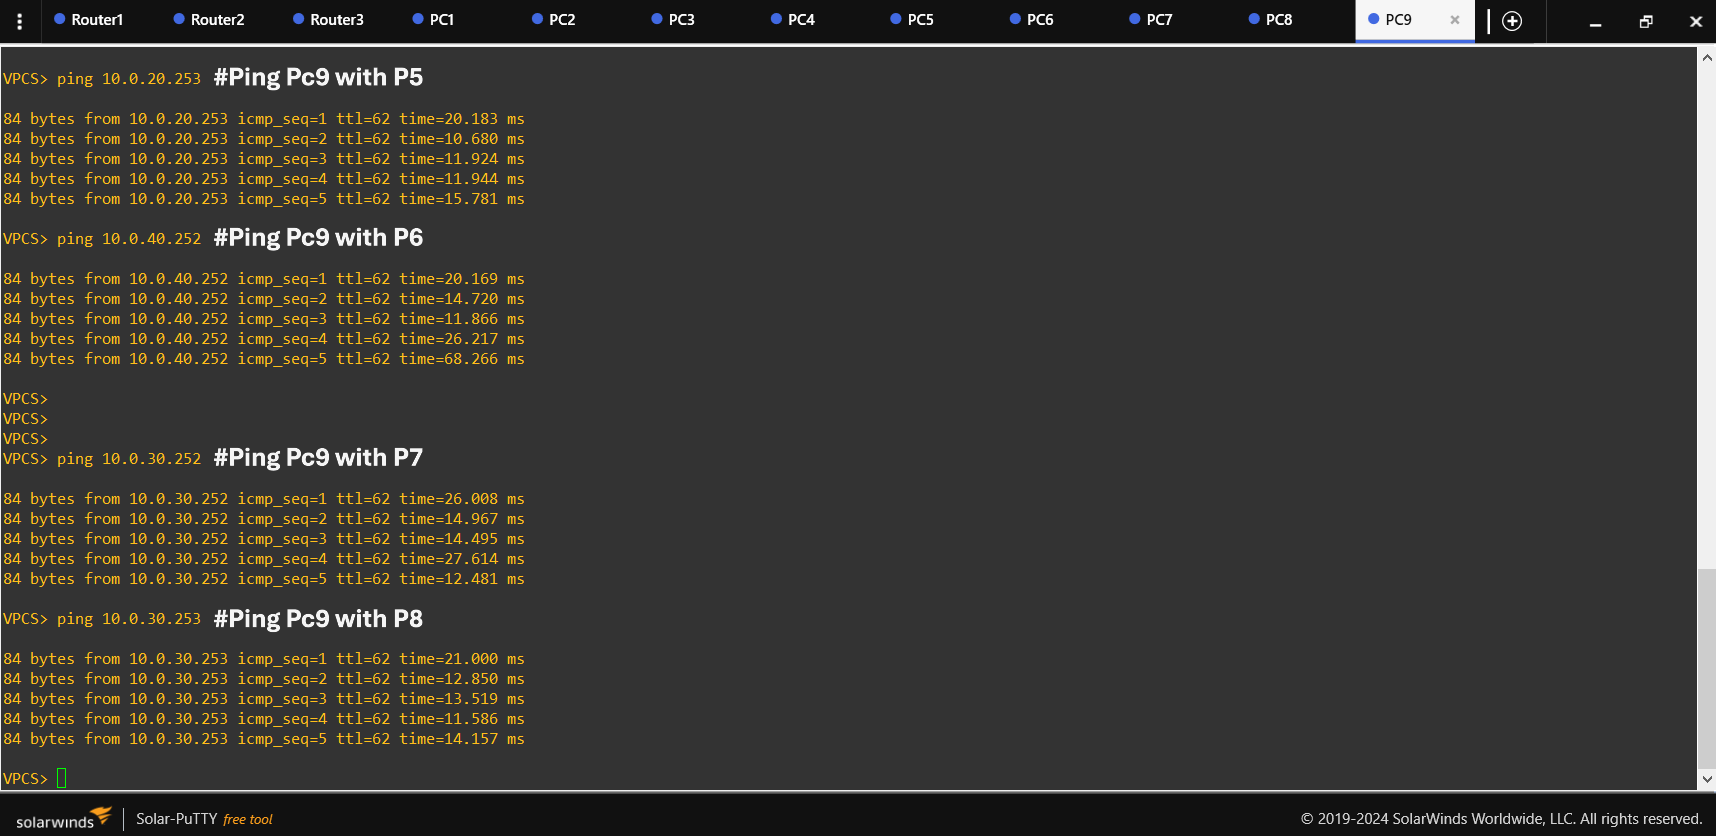 Router1 Router2 Router3 PC1 PC2 PC3 PC4 PC5 PC6 PC7 PC8 PC9
VPCS> ping 10.0.20.253 #Ping Pc9 with P5
84 bytes from 10.0.20.253 icmp_seq=1 ttl=62 time=20.183 ms
84 bytes from 10.0.20.253 icmp_seq=2 ttl=62 time=10.680 ms
84 bytes from 10.0.20.253 icmp_seq=3 ttl=62 time=11.924 ms
84 bytes from 10.0.20.253 icmp_seq=4 ttl=62 time=11.944 ms
84 bytes from 10.0.20.253 icmp_seq=5 ttl=62 time=15.781 ms
VPCS> ping 10.0.40.252 #Ping Pc9 with P6
84 bytes from 10.0.40.252 icmp_seq=1 ttl=62 time=20.169 ms
84 bytes from 10.0.40.252 icmp_seq=2 ttl=62 time=14.720 ms
84 bytes from 10.0.40.252 icmp_seq=3 ttl=62 time=11.866 ms
84 bytes from 10.0.40.252 icmp_seq=4 ttl=62 time=26.217 ms
84 bytes from 10.0.40.252 icmp_seq=5 ttl=62 time=68.266 ms
VPCS>
VPCS>
VPCS>
VPCS> ping 10.0.30.252 #Ping Pc9 with P7
84 bytes from 10.0.30.252 icmp_seq=1 ttl=62 time=26.008 ms
84 bytes from 10.0.30.252 icmp_seq=2 ttl=62 time=14.967 ms
84 bytes from 10.0.30.252 icmp_seq=3 ttl=62 time=14.495 ms
84 bytes from 10.0.30.252 icmp_seq=4 ttl=62 time=27.614 ms
84 bytes from 10.0.30.252 icmp_seq=5 ttl=62 time=12.481 ms
VPCS> ping 10.0.30.253 #Ping Pc9 with P8
84 bytes from 10.0.30.253 icmp_seq=1 ttl=62 time=21.000 ms
84 bytes from 10.0.30.253 icmp_seq=2 ttl=62 time=12.850 ms
84 bytes from 10.0.30.253 icmp_seq=3 ttl=62 time=13.519 ms
84 bytes from 10.0.30.253 icmp_seq=4 ttl=62 time=11.586 ms
84 bytes from 10.0.30.253 icmp_seq=5 ttl=62 time=14.157 ms
VPCS>
solarwinds Solar-PuTTY free tool © 2019-2024 SolarWinds Worldwide, LLC. All rights reserved.